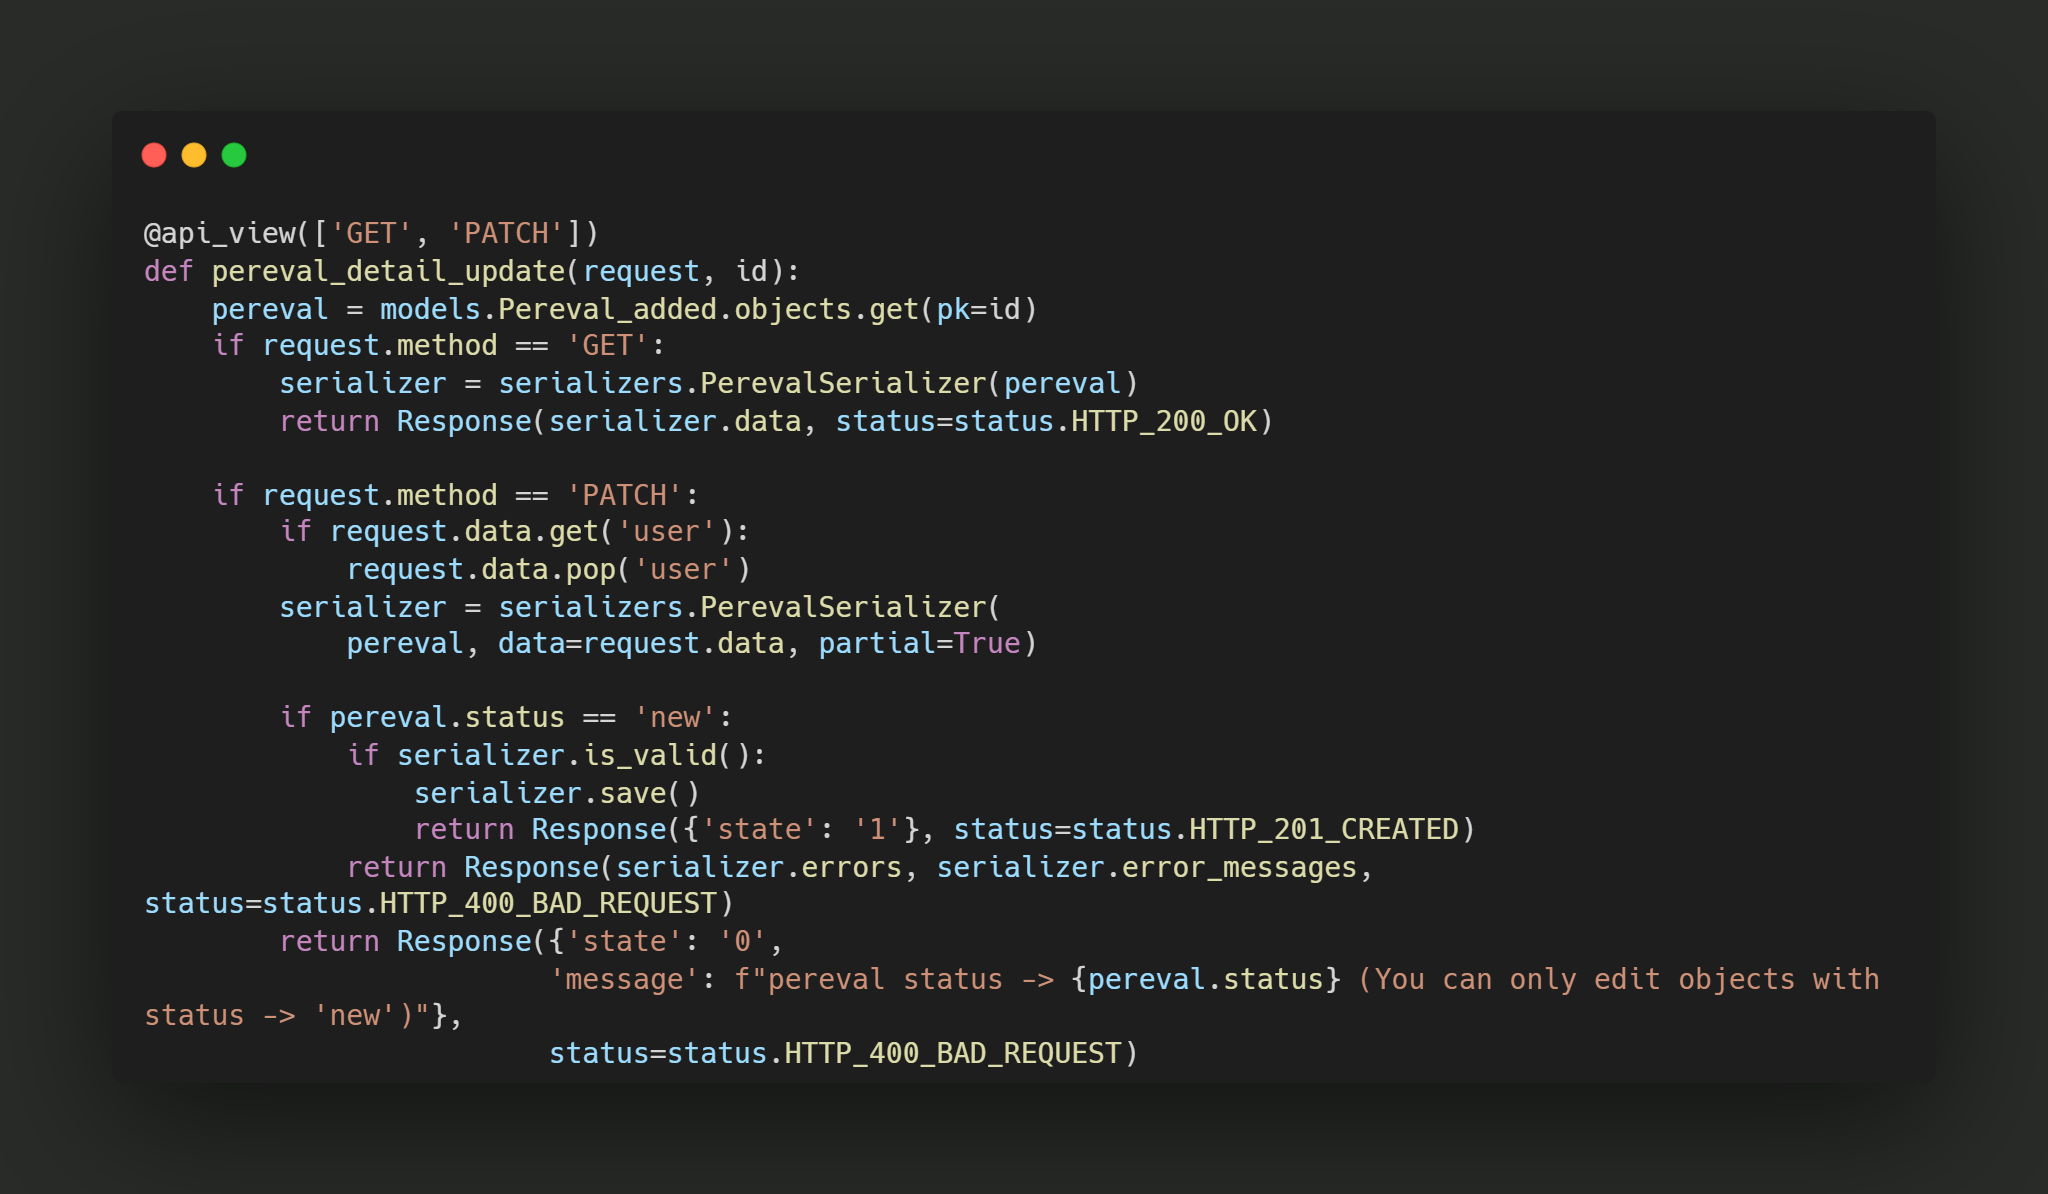 @api_view(['GET', 'PATCH'])
def pereval_detail_update(request, id):
    pereval = models.Pereval_added.objects.get(pk=id)
    if request.method == 'GET':
        serializer = serializers.PerevalSerializer(pereval)
        return Response(serializer.data, status=status.HTTP_200_OK)

    if request.method == 'PATCH':
        if request.data.get('user'):
            request.data.pop('user')
        serializer = serializers.PerevalSerializer(
            pereval, data=request.data, partial=True)

        if pereval.status == 'new':
            if serializer.is_valid():
                serializer.save()
                return Response({'state': '1'}, status=status.HTTP_201_CREATED)
            return Response(serializer.errors, serializer.error_messages,
status=status.HTTP_400_BAD_REQUEST)
        return Response({'state': '0',
                        'message': f"pereval status -> {pereval.status} (You can only edit objects with
status -> 'new')"},
                        status=status.HTTP_400_BAD_REQUEST)